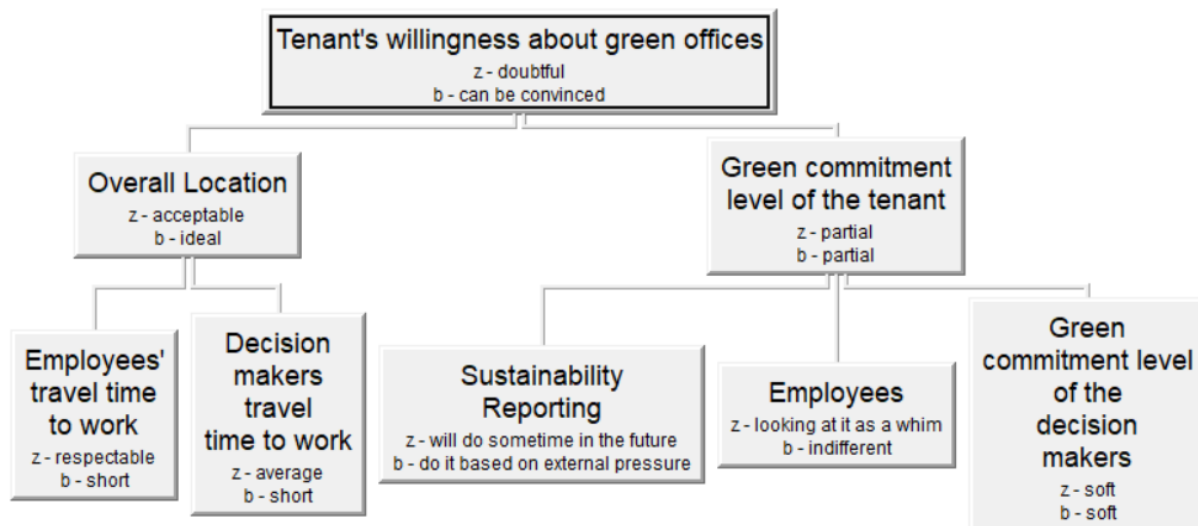 Tenant's willingness about green offices
z - doubtful
b - can be convinced
Overall Location
z - acceptable
b - ideal
Green commitment
level of the tenant
z - partial
b - partial
Employees'
travel time
to work
z - respectable
b - short
Decision
makers
travel
time to work
z - average
b - short
Sustainability
Reporting
z - will do sometime in the future
b - do it based on external pressure
Employees
z - looking at it as a whim
b - indifferent
Green
commitment level
of the
decision
makers
z - soft
b - soft